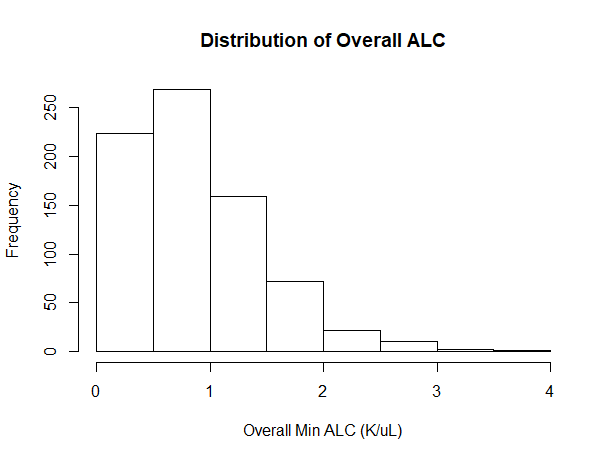 Distribution of Overall ALC
Frequency
250
200
150
100
50
0
0 1 2 3 4
Overall Min ALC (K/uL)